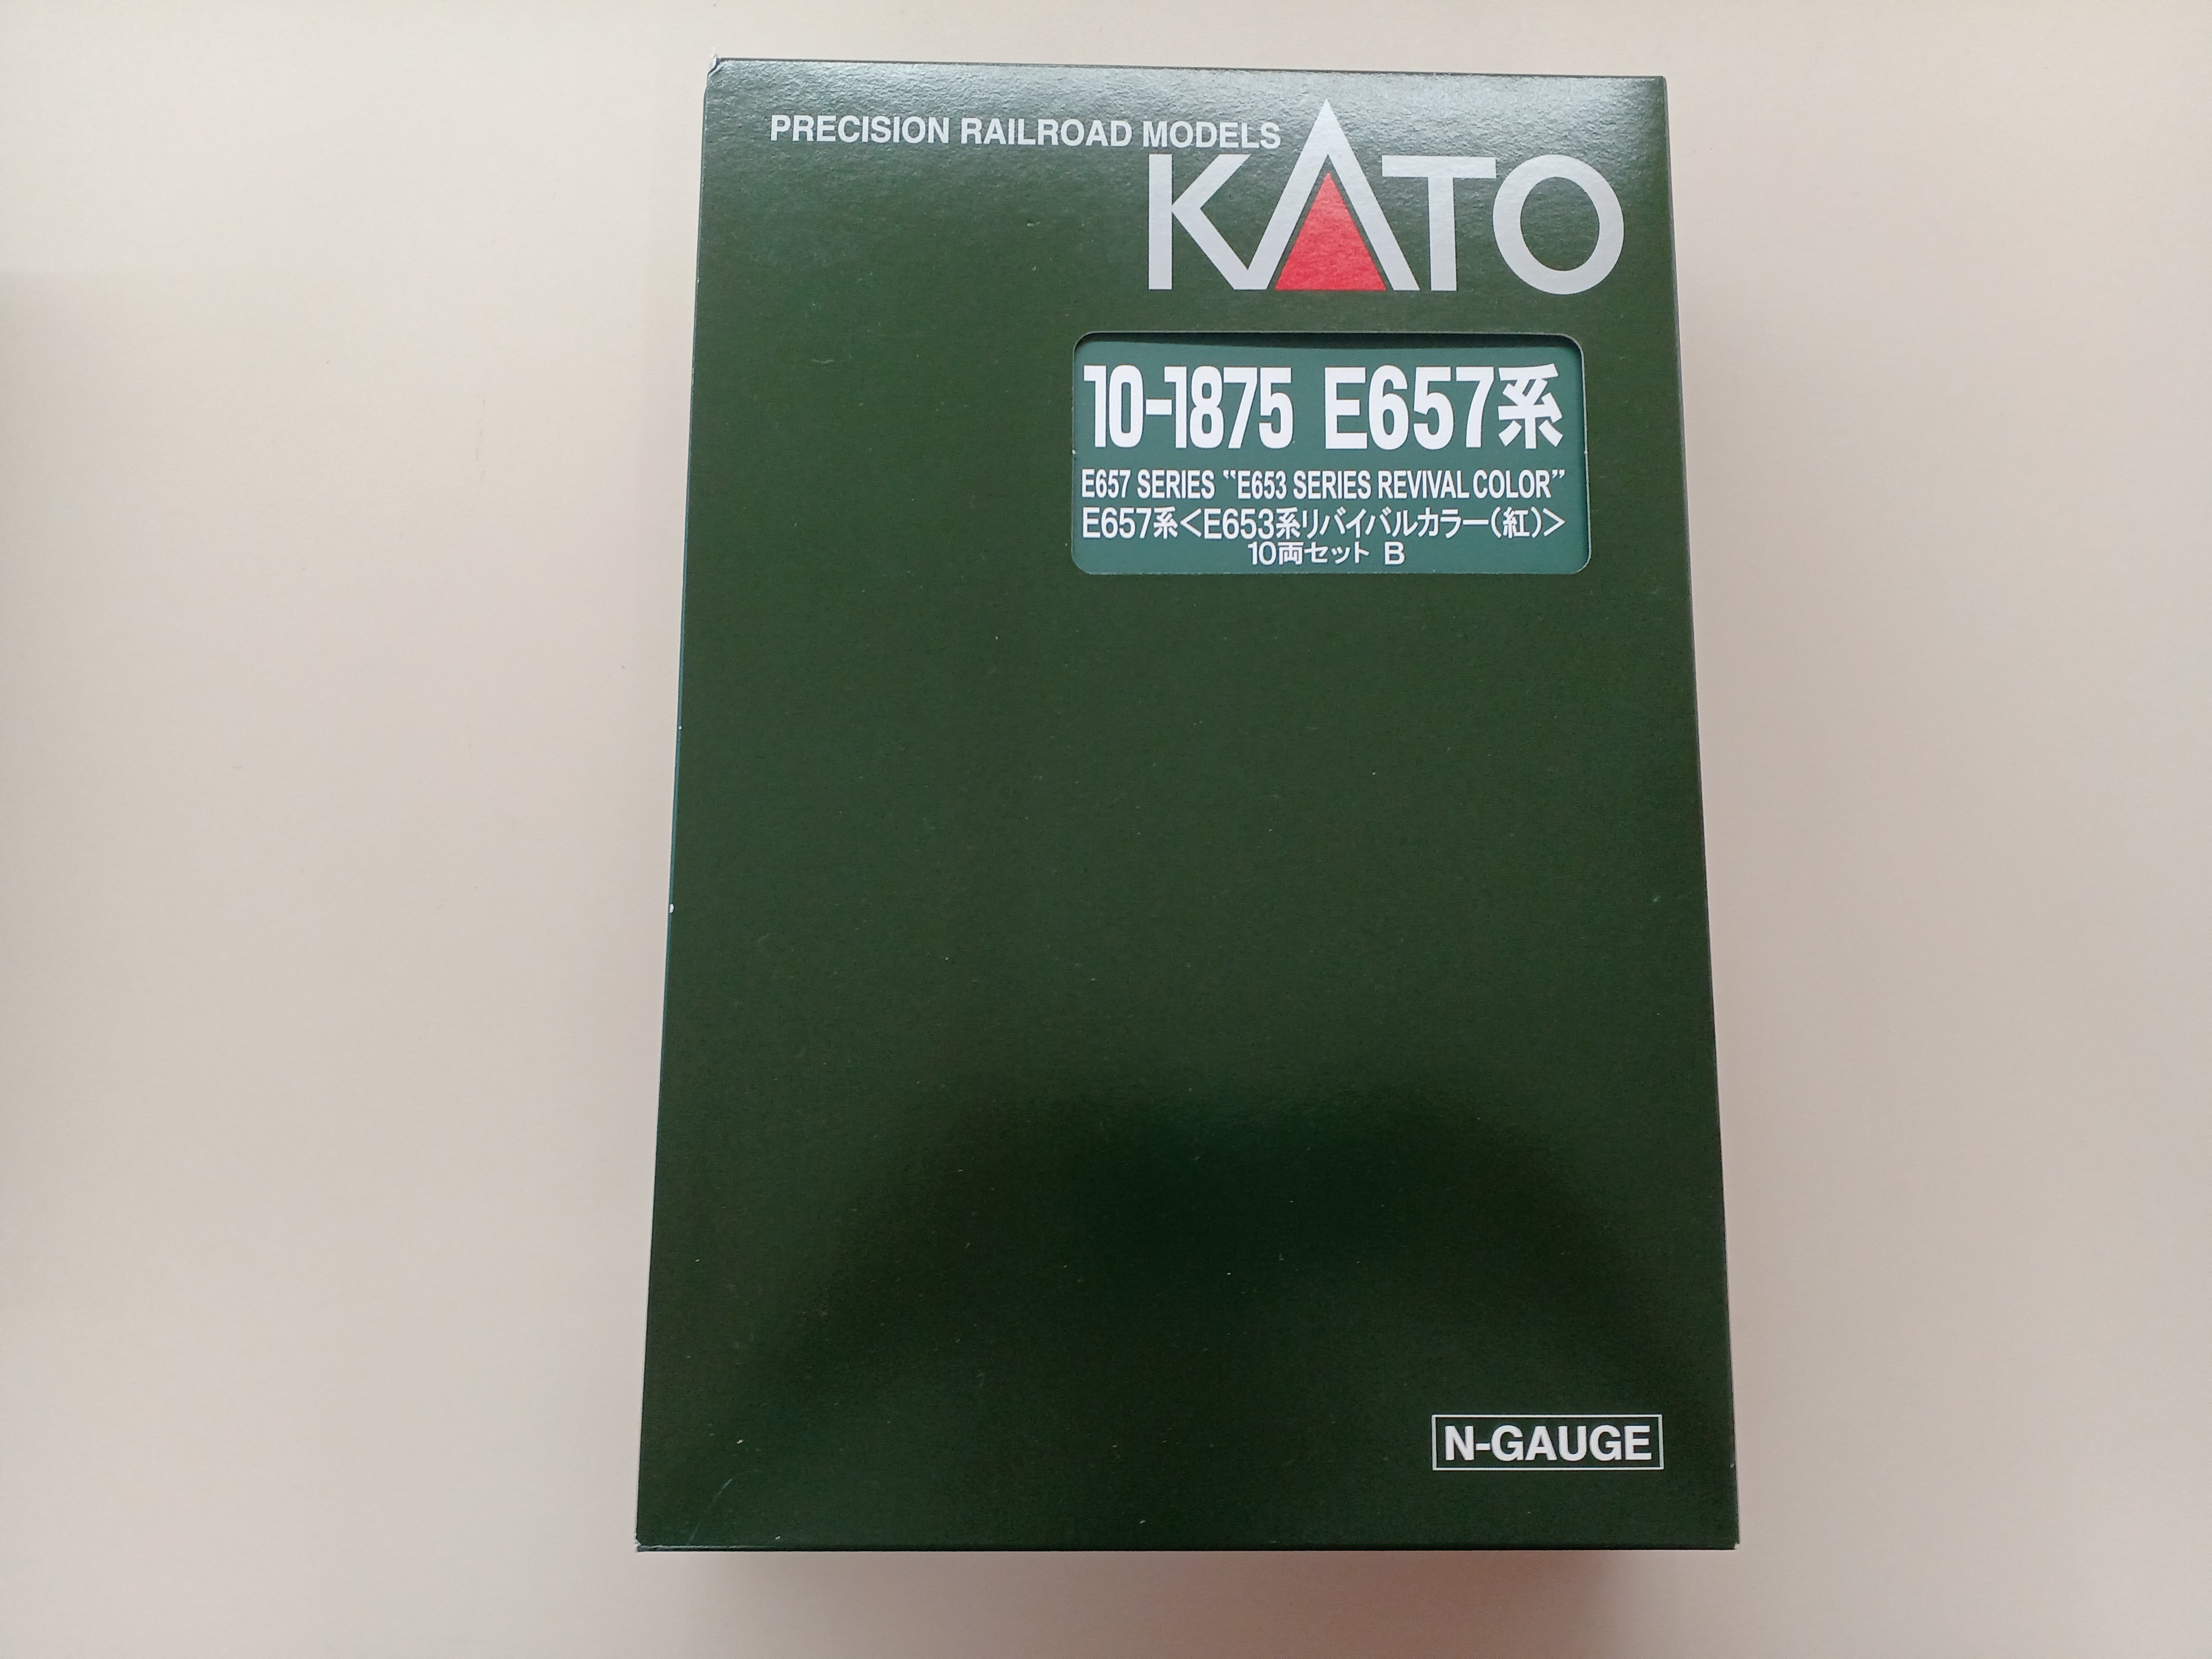 PRECISION RAILROAD MODELS
KATO
10-1875 E657系
E657 SERIES “E653 SERIES REVIVAL COLOR”
E657系<E653系リバイバルカラー(紅)>
10両セット B
N-GAUGE